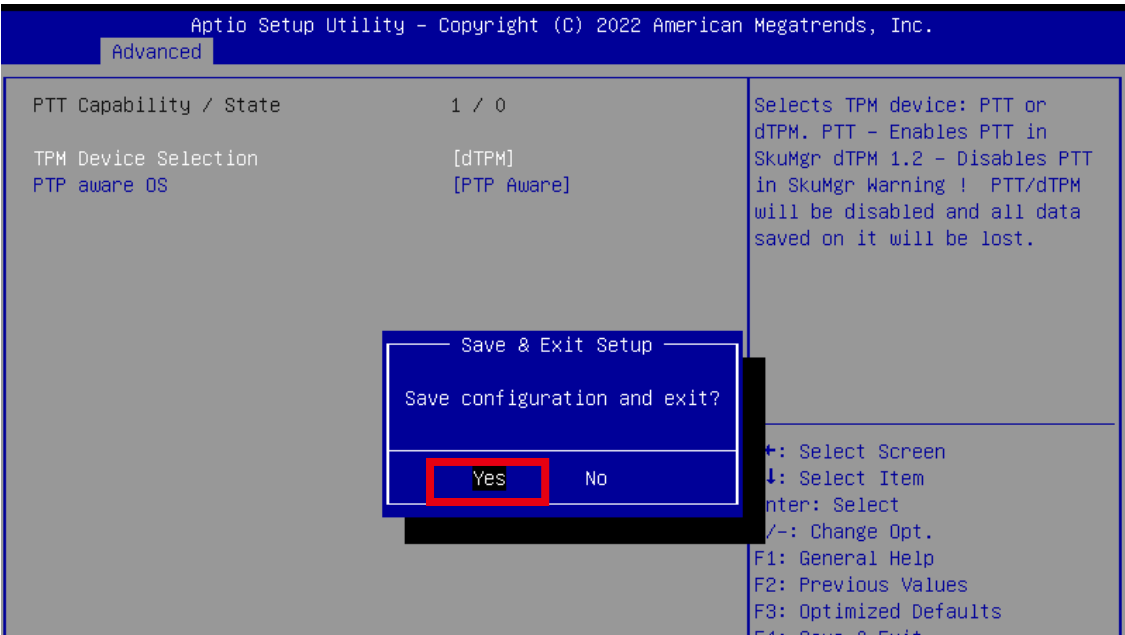 Aptio Setup Utility – Copyright (C) 2022 American Megatrends, Inc.
Advanced
PTT Capability / State 1 / 0
TPM Device Selection [dTPM]
PTP aware OS [PTP Aware]
Selects TPM device: PTT or
dTPM. PTT – Enables PTT in
SkuMgr dTPM 1.2 – Disables PTT
in SkuMgr Warning ! PTT/dTPM
will be disabled and all data
saved on it will be lost.
Save & Exit Setup
Save configuration and exit?
Yes No
: Select Screen
↓: Select Item
nter: Select
/–: Change Opt.
F1: General Help
F2: Previous Values
F3: Optimized Defaults
F4: Save & Exit